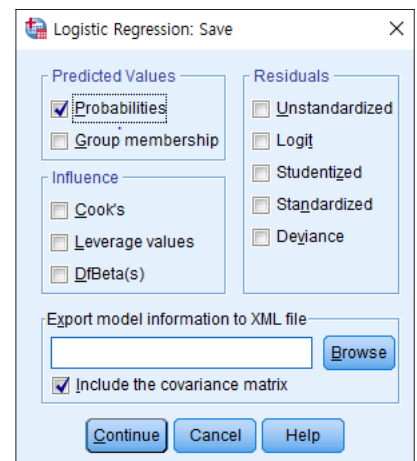 Logistic Regression: Save
Predicted Values
Probabilities
Group membership
Influence
Cook's
Leverage values
DfBeta(s)
Residuals
Unstandardized
Logit
Studentized
Standardized
Deviance
Export model information to XML file
Browse
Include the covariance matrix
Continue Cancel Help